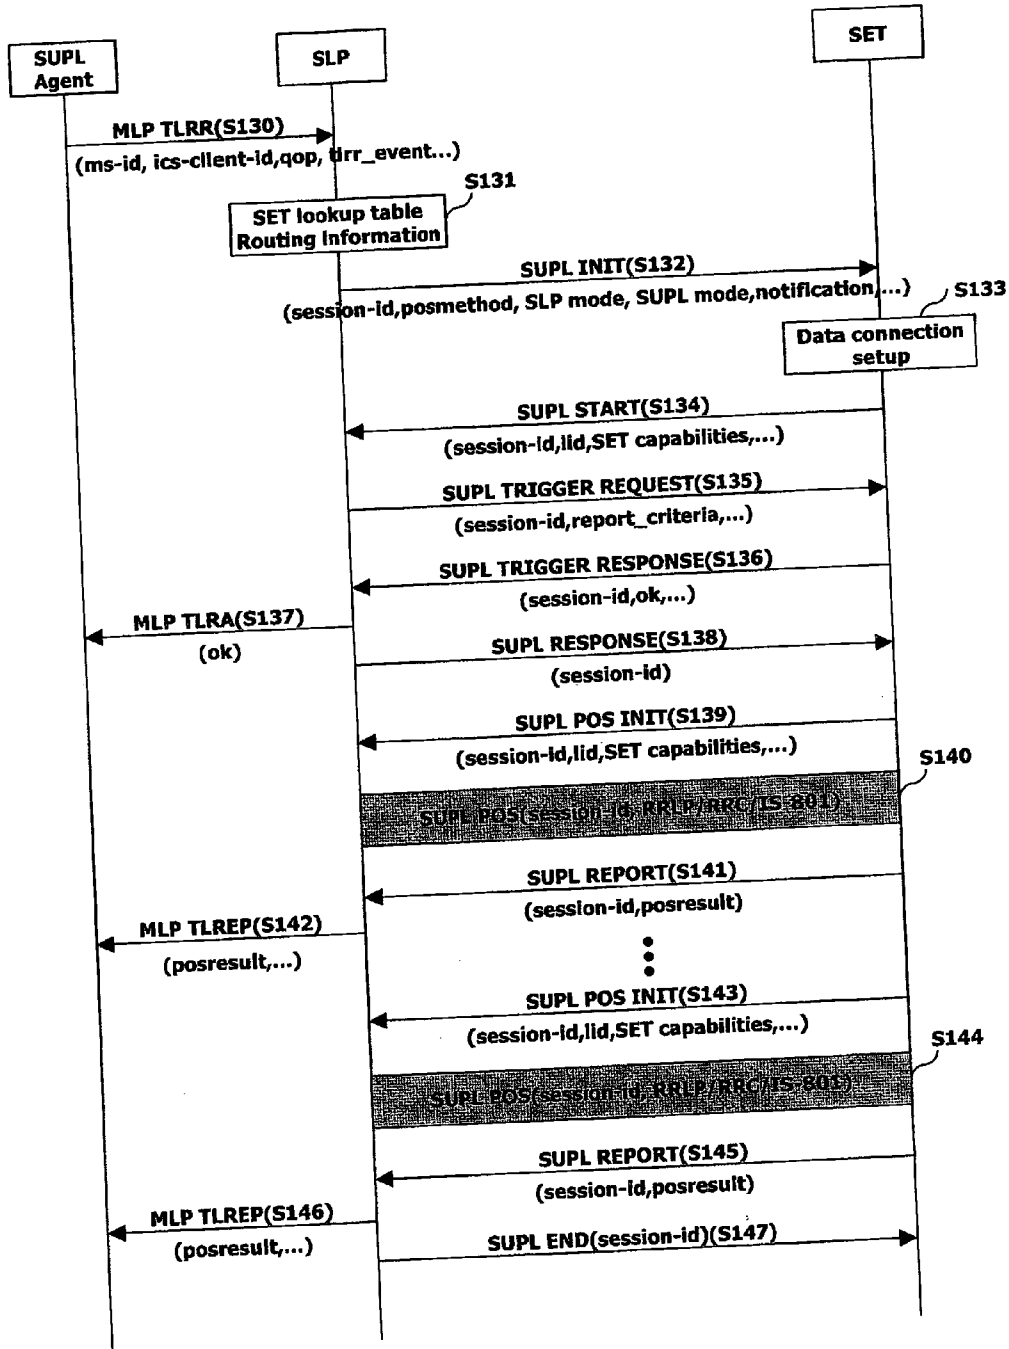 SUPL
Agent
SLP
SET
MLP TLRR(S130)
(ms-id, ics-client-id,qop, tlrr_event...)
S131
SET lookup table
Routing Information
SUPL INIT(S132)
(session-id,posmethod, SLP mode, SUPL mode,notification,...)
S133
Data connection
setup
SUPL START(S134)
(session-id,lid,SET capabilities,...)
SUPL TRIGGER REQUEST(S135)
(session-id,report_criteria,...)
SUPL TRIGGER RESPONSE(S136)
(session-id,ok,...)
MLP TLRA(S137)
(ok)
SUPL RESPONSE(S138)
(session-id)
SUPL POS INIT(S139)
(session-id,lid,SET capabilities,...)
S140
SUPL POS(session-id, RRLP/RRC/IS-801)
SUPL REPORT(S141)
(session-id,posresult)
MLP TLREP(S142)
(posresult,...)
SUPL POS INIT(S143)
(session-id,lid,SET capabilities,...)
S144
SUPL POS(session-id, RRLP/RRC/IS-801)
SUPL REPORT(S145)
(session-id,posresult)
MLP TLREP(S146)
(posresult,...)
SUPL END(session-id)(S147)